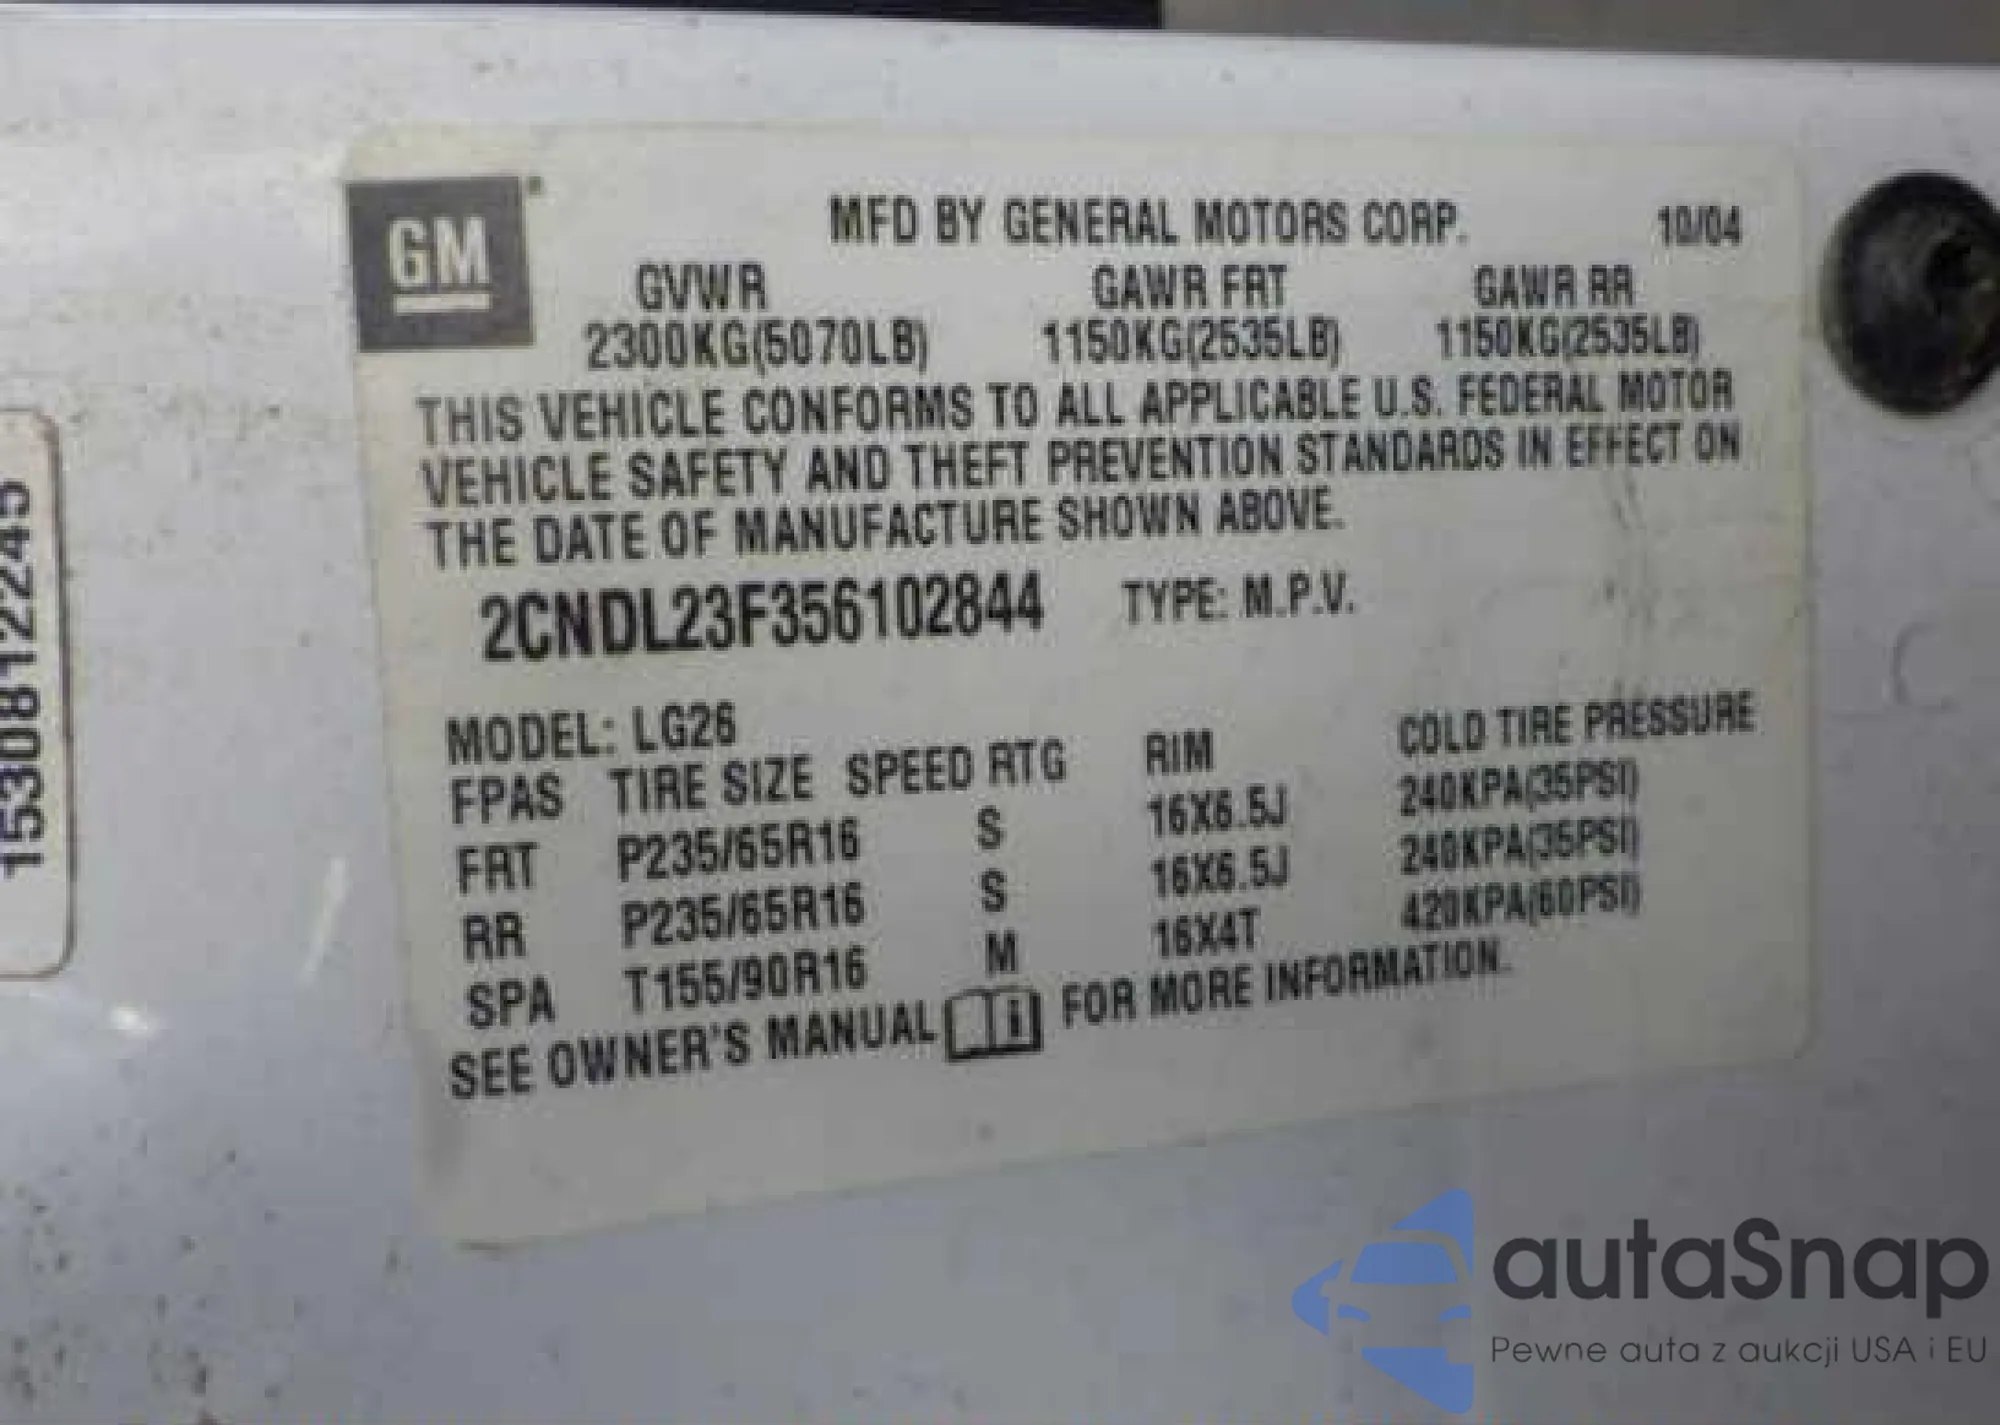 GM
MFD BY GENERAL MOTORS CORP. 10/04
GVWR GAWR FRT GAWR RR
2300KG(5070LB) 1150KG(2535LB) 1150KG(2535LB)
THIS VEHICLE CONFORMS TO ALL APPLICABLE U.S. FEDERAL MOTOR
VEHICLE SAFETY AND THEFT PREVENTION STANDARDS IN EFFECT ON
THE DATE OF MANUFACTURE SHOWN ABOVE.
2CNDL23F356102844 TYPE: M.P.V.
MODEL: LG26
FPAS TIRE SIZE SPEED RTG RIM COLD TIRE PRESSURE
FRT P235/65R16 S 16X6.5J 240KPA(35PSI)
RR P235/65R16 S 16X6.5J 240KPA(35PSI)
SPA T155/90R16 M 16X4T 420KPA(60PSI)
SEE OWNER'S MANUAL i FOR MORE INFORMATION.
1530812245
autaSnap
Pewne auta z aukcji USA i EU